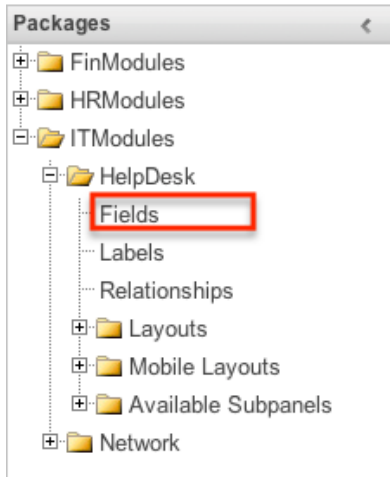 Packages
FinModules
HRModules
ITModules
HelpDesk
Fields
Labels
Relationships
Layouts
Mobile Layouts
Available Subpanels
Network